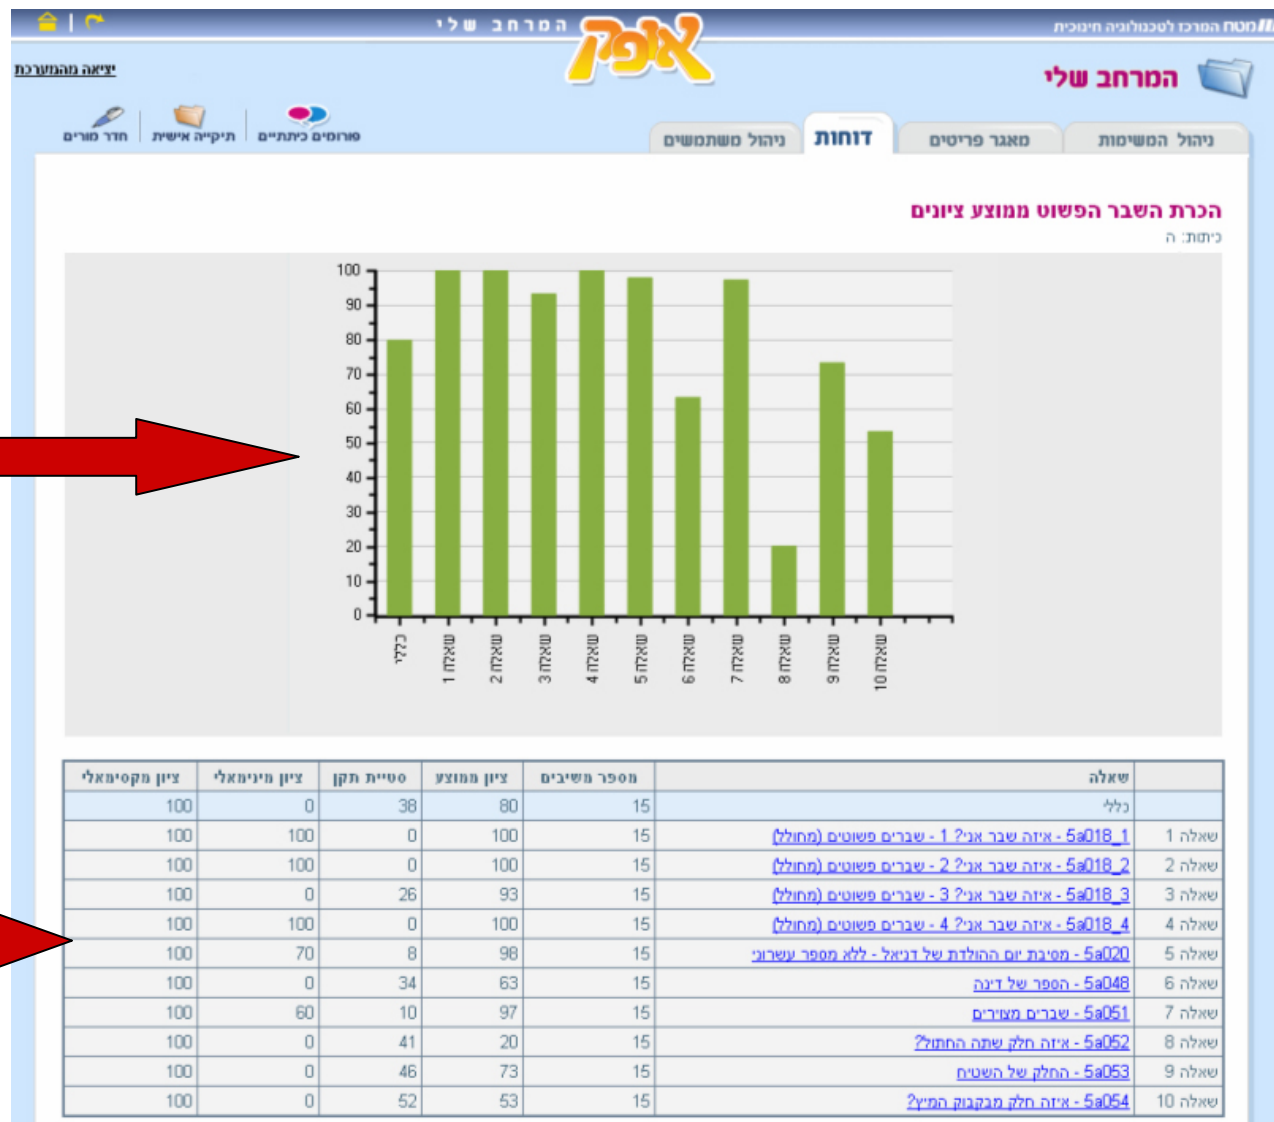 מטח המרכז לטכנולוגיה חינוכית
אופק המרחב שלי
המרחב שלי
יציאה מהמערכת
פורומים כיתתיים
תיקייה אישית
חדר מורים
ניהול המשימות
מאגר פריטים
דוחות
ניהול משתמשים
הכרת השבר הפשוט ממוצע ציונים
כיתות: ה
100
90
80
70
60
50
40
30
20
10
0
כללי
שאלה 1
שאלה 2
שאלה 3
שאלה 4
שאלה 5
שאלה 6
שאלה 7
שאלה 8
שאלה 9
שאלה 10
שאלה מספר משיבים ציון ממוצע סטיית תקן ציון מינימאלי ציון מקסימאלי
כללי 15 80 38 0 100
שאלה 1 5a018_1 - איזה שבר אני? 1 - שברים פשוטים (מחולל) 15 100 0 100 100
שאלה 2 5a018_2 - איזה שבר אני? 2 - שברים פשוטים (מחולל) 15 100 0 100 100
שאלה 3 5a018_3 - איזה שבר אני? 3 - שברים פשוטים (מחולל) 15 93 26 0 100
שאלה 4 5a018_4 - איזה שבר אני? 4 - שברים פשוטים (מחולל) 15 100 0 100 100
שאלה 5 5a020 - מסיבת יום ההולדת של דניאל - ללא מספר עשרוני 15 98 8 70 100
שאלה 6 5a048 - הספר של דינה 15 63 34 0 100
שאלה 7 5a051 - שברים מצוירים 15 97 10 60 100
שאלה 8 5a052 - איזה חלק שתה החתול? 15 20 41 0 100
שאלה 9 5a053 - החלק של השטיח 15 73 46 0 100
שאלה 10 5a054 - איזה חלק מבקבוק המיץ? 15 53 52 0 100